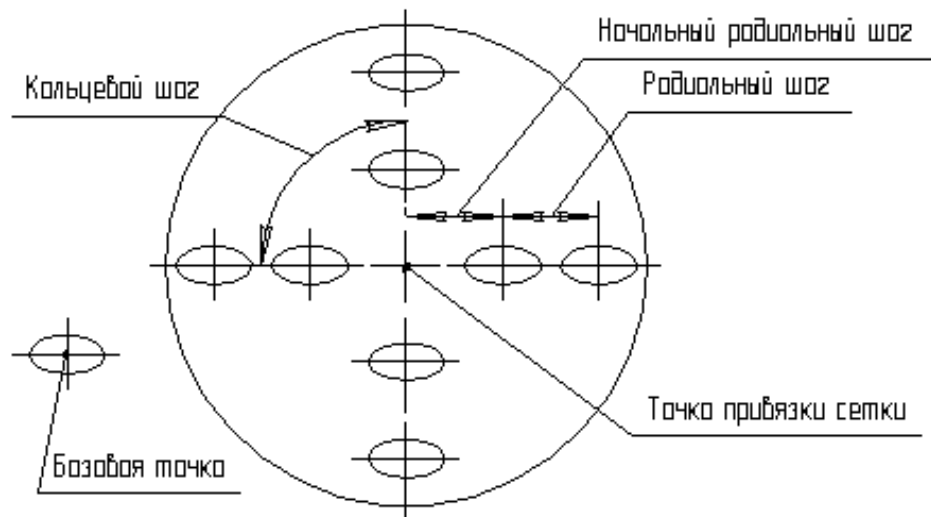 Начальный радиальный шаг
Кольцевой шаг
Радиальный шаг
Точка привязки сетки
Базовая точка